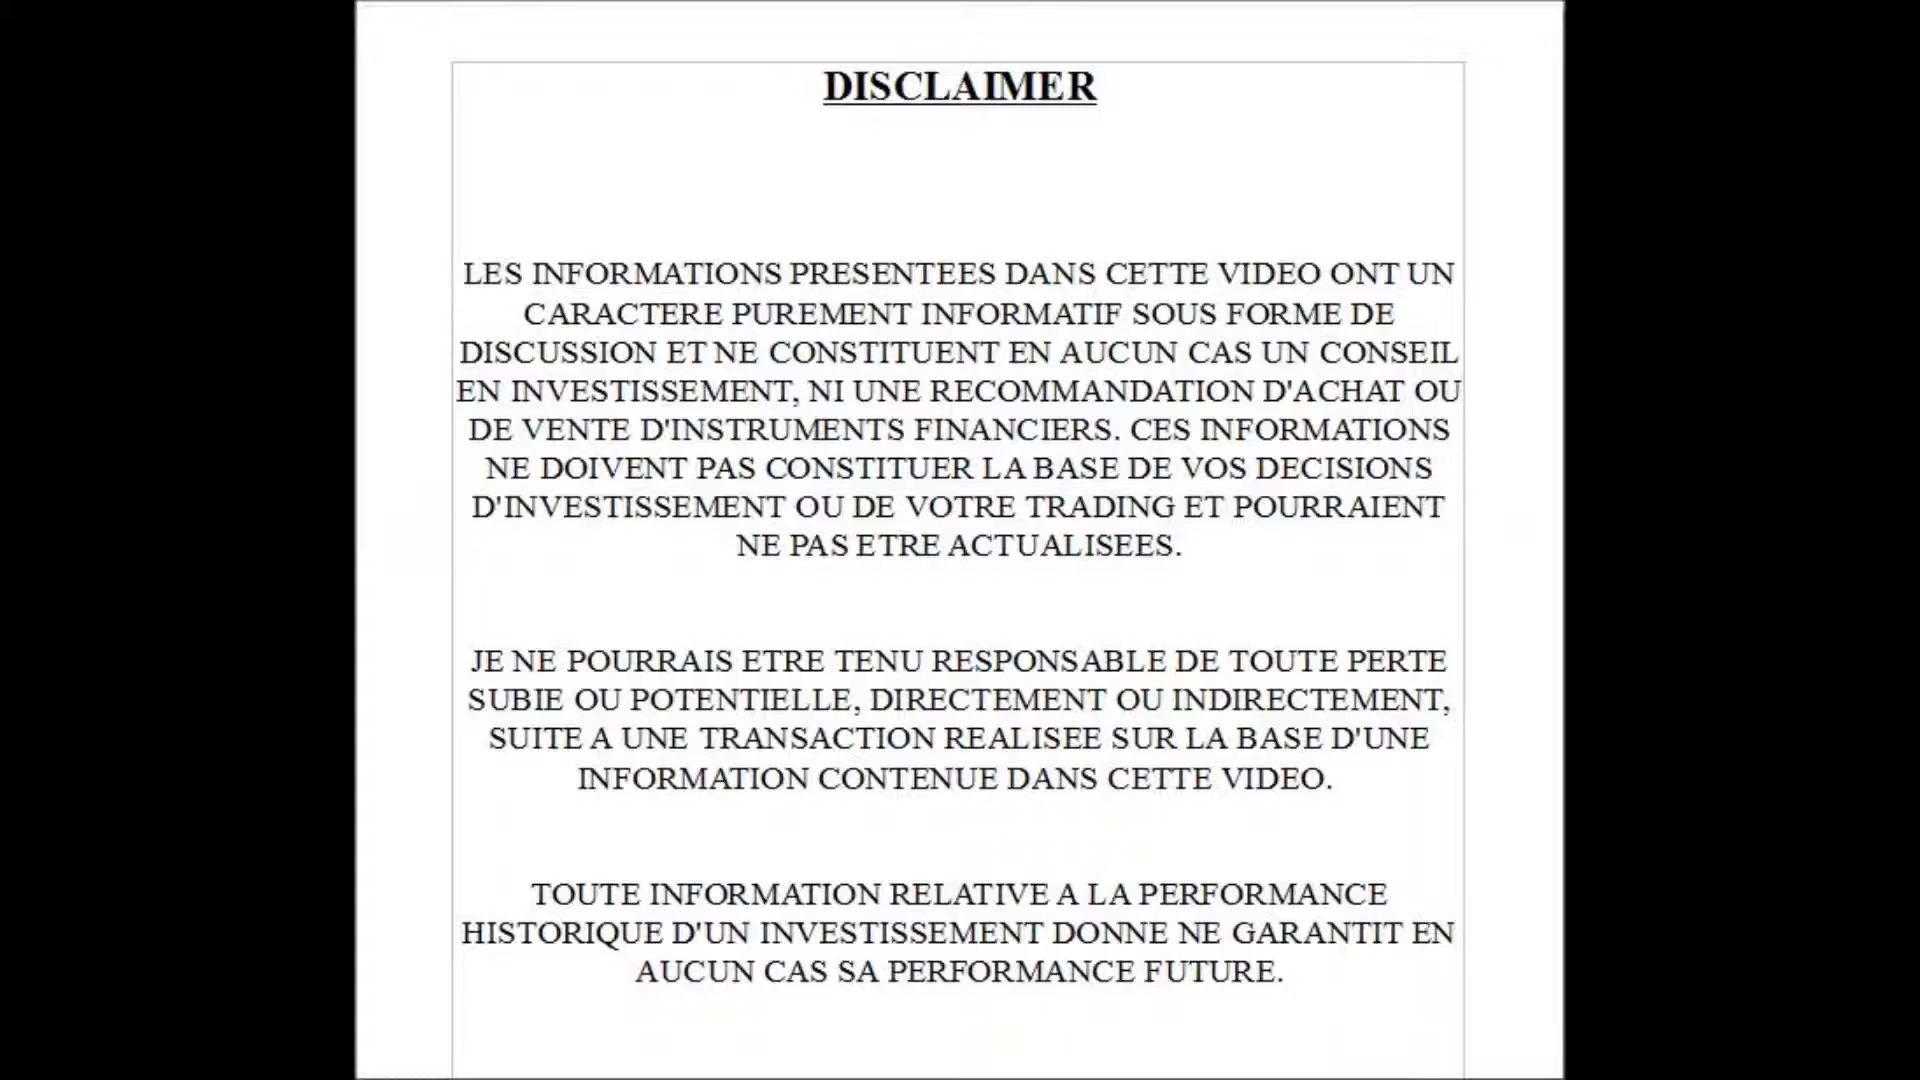 DISCLAIMER
LES INFORMATIONS PRESENTEES DANS CETTE VIDEO ONT UN
CARACTERE PUREMENT INFORMATIF SOUS FORME DE
DISCUSSION ET NE CONSTITUENT EN AUCUN CAS UN CONSEIL
EN INVESTISSEMENT, NI UNE RECOMMANDATION D'ACHAT OU
DE VENTE D'INSTRUMENTS FINANCIERS. CES INFORMATIONS
NE DOIVENT PAS CONSTITUER LA BASE DE VOS DECISIONS
D'INVESTISSEMENT OU DE VOTRE TRADING ET POURRAIENT
NE PAS ETRE ACTUALISEES.
JE NE POURRAIS ETRE TENU RESPONSABLE DE TOUTE PERTE
SUBIE OU POTENTIELLE, DIRECTEMENT OU INDIRECTEMENT,
SUITE A UNE TRANSACTION REALISEE SUR LA BASE D'UNE
INFORMATION CONTENUE DANS CETTE VIDEO.
TOUTE INFORMATION RELATIVE A LA PERFORMANCE
HISTORIQUE D'UN INVESTISSEMENT DONNE NE GARANTIT EN
AUCUN CAS SA PERFORMANCE FUTURE.